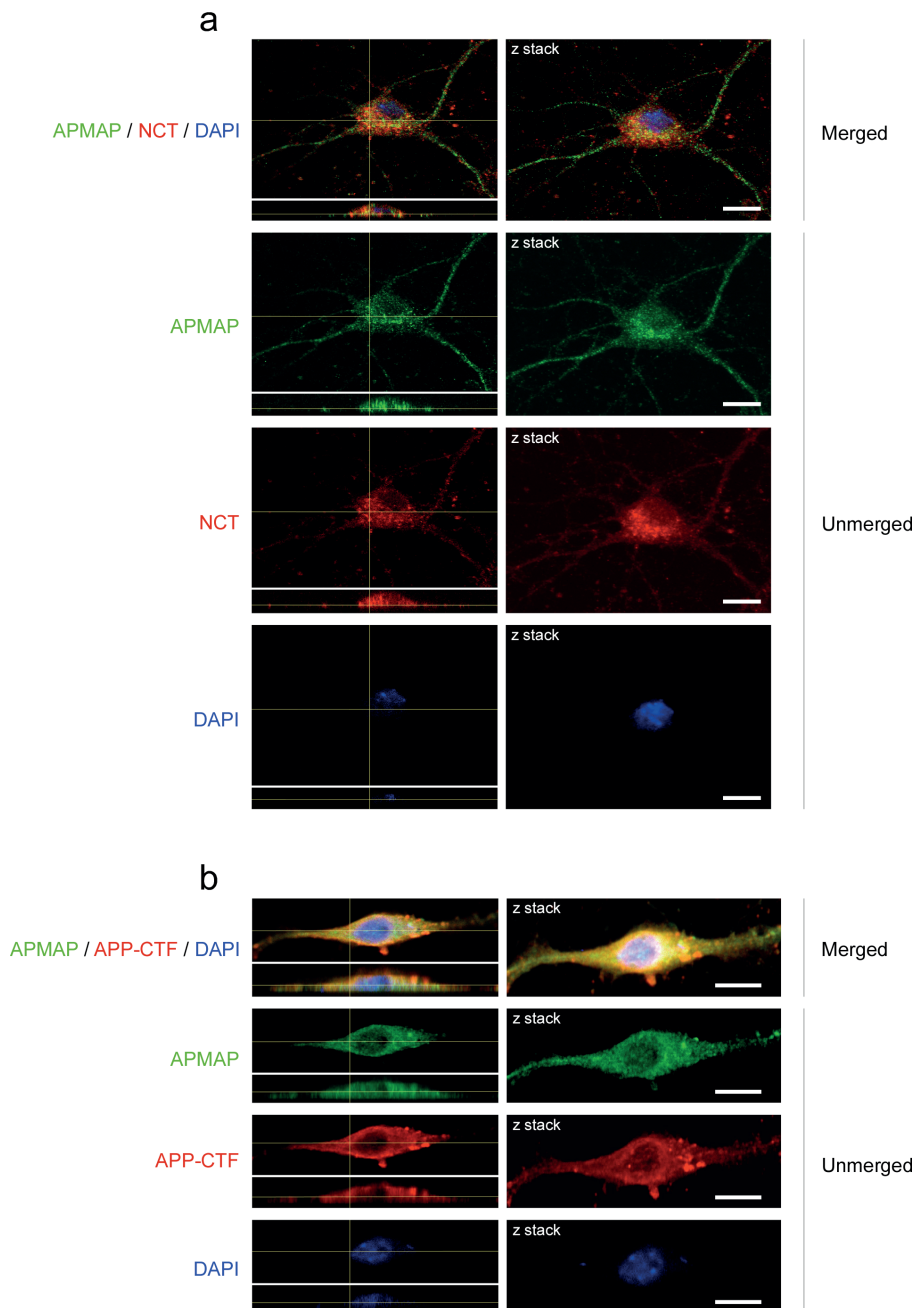 a
APMAP / NCT / DAPI
z stack
Merged
APMAP
z stack
NCT
z stack
Unmerged
DAPI
z stack
b
APMAP / APP-CTF / DAPI
z stack
Merged
APMAP
z stack
APP-CTF
z stack
Unmerged
DAPI
z stack